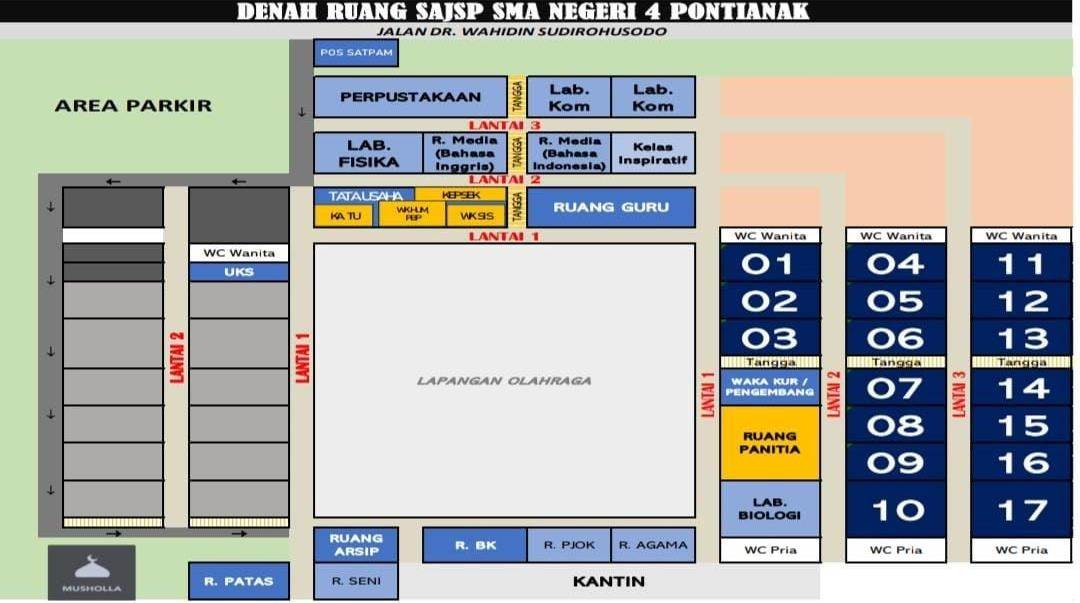 DENAH RUANG SAJSP SMA NEGERI 4 PONTIANAK
JALAN DR. WAHIDIN SUDIROHUSODO
POS SATPAM
AREA PARKIR
PERPUSTAKAAN
TANGGA
Lab.
Kom
Lab.
Kom
LANTAI 3
LAB.
FISIKA
R. Media
(Bahasa
Inggris)
TANGGA
R. Media
(Bahasa
Indonesia)
Kelas
Inspiratif
LANTAI 2
TATA USAHA
KEPSEK
KA TU
WKHUM
PBP
WKSIS
TANGGA
RUANG GURU
LANTAI 1
WC Wanita
UKS
LANTAI 2
LANTAI 1
LAPANGAN OLAHRAGA
LANTAI 1
WC Wanita
01
02
03
Tangga
WAKA KUR /
PENGEMBANG
RUANG
PANITIA
LAB.
BIOLOGI
WC Pria
LANTAI 2
WC Wanita
04
05
06
Tangga
07
08
09
10
WC Pria
LANTAI 3
WC Wanita
11
12
13
Tangga
14
15
16
17
WC Pria
RUANG
ARSIP
R. BK
R. PJOK
R. AGAMA
MUSHOLLA
R. PATAS
R. SENI
KANTIN